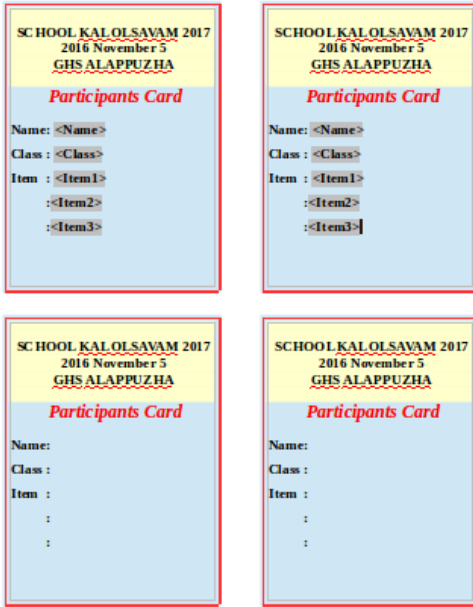 SCHOOL KALOLSAVAM 2017
2016 November 5
GHS ALAPPUZHA
Participants Card
Name: <Name>
Class : <Class>
Item : <Item1>
:<Item2>
:<Item3>
SCHOOL KALOLSAVAM 2017
2016 November 5
GHS ALAPPUZHA
Participants Card
Name: <Name>
Class : <Class>
Item : <Item1>
:<Item2>
:<Item3>
SCHOOL KALOLSAVAM 2017
2016 November 5
GHS ALAPPUZHA
Participants Card
Name:
Class :
Item :
:
:
SCHOOL KALOLSAVAM 2017
2016 November 5
GHS ALAPPUZHA
Participants Card
Name:
Class :
Item :
:
: